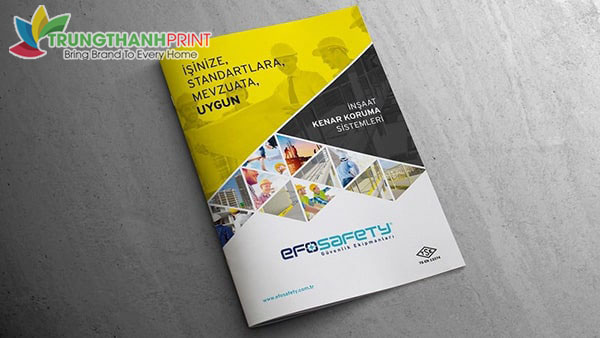 TRUNGTHANHPRINT
Bring Brand To Every Home
İŞİNİZE,
STANDARTLARA,
MEVZUATA,
UYGUN
İNŞAAT
KENAR KORUMA
SİSTEMLERİ
efosafety
Güvenlik Ekipmanları
www.efosafety.com.tr